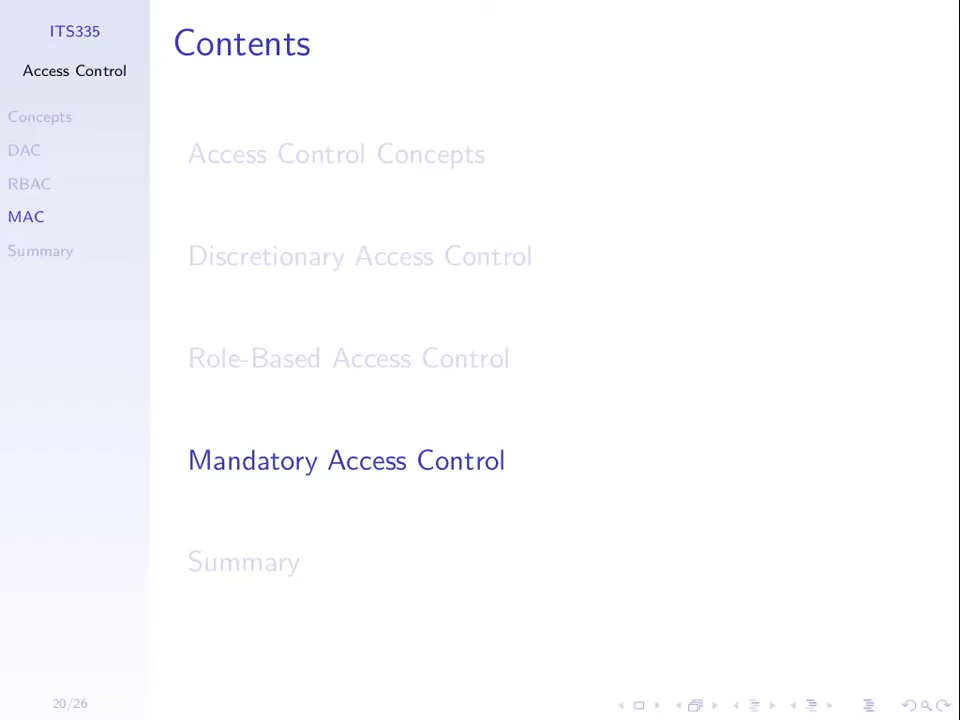 ITS335
Access Control
Concepts
DAC
RBAC
MAC
Summary
Contents
Access Control Concepts
Discretionary Access Control
Role-Based Access Control
Mandatory Access Control
Summary
20/26